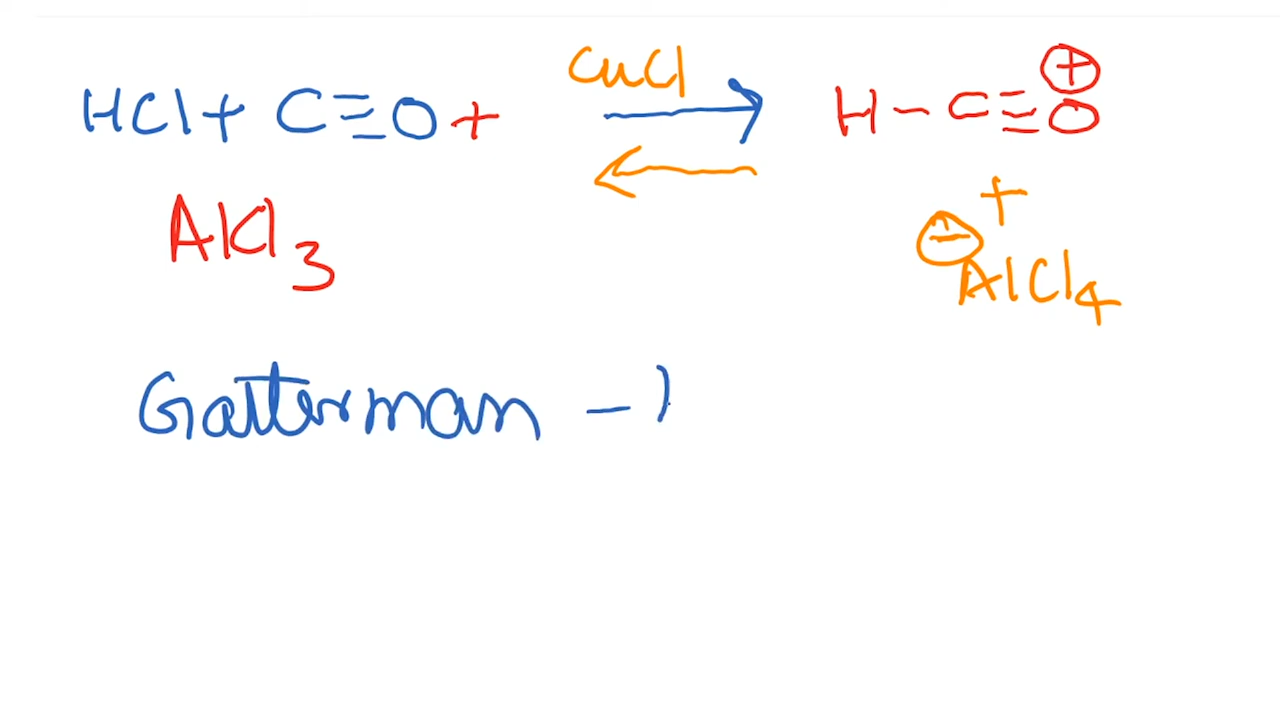 HCl + C≡O + CuCl ⇌ H–C≡O ⊕
AlCl3 + ⊖AlCl4
Gatterman –